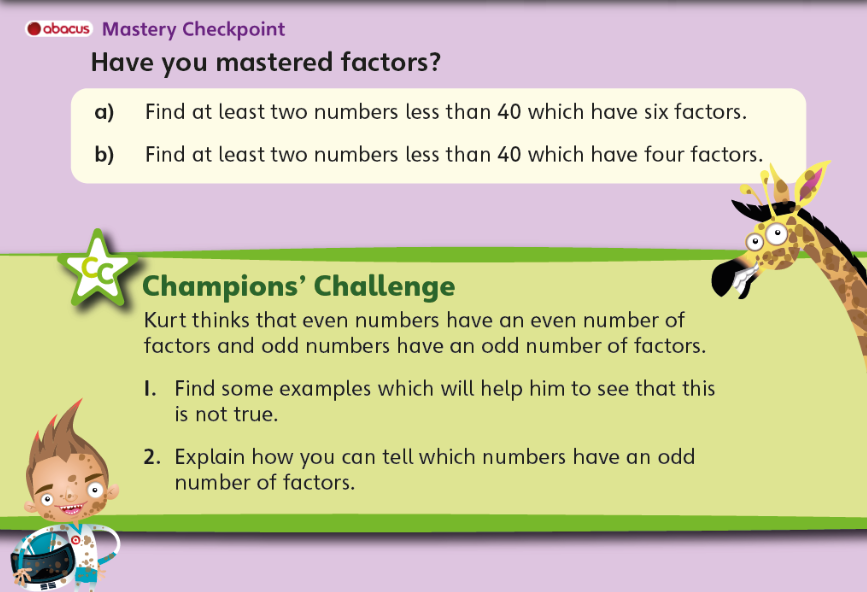 abacus Mastery Checkpoint
Have you mastered factors?
a) Find at least two numbers less than 40 which have six factors.
b) Find at least two numbers less than 40 which have four factors.
CC
Champions’ Challenge
Kurt thinks that even numbers have an even number of
factors and odd numbers have an odd number of factors.
1. Find some examples which will help him to see that this
is not true.
2. Explain how you can tell which numbers have an odd
number of factors.